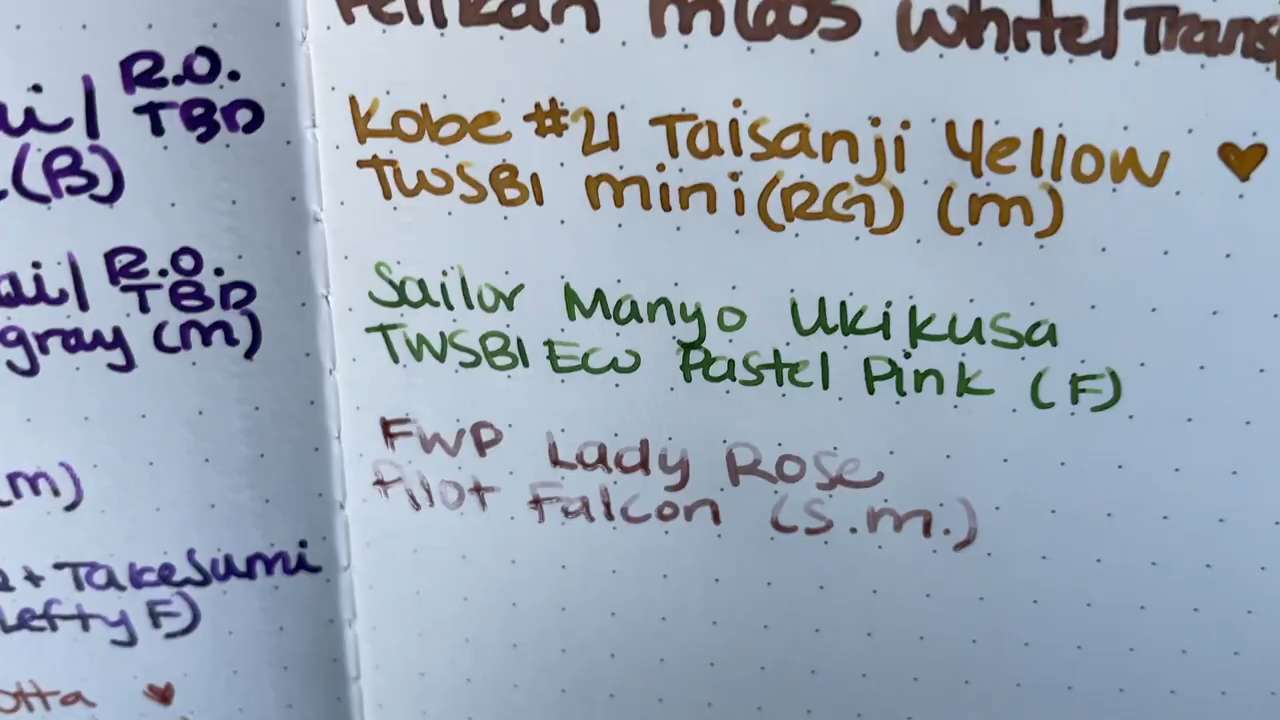 R.O.
TBD
(B)
R.O.
TBD
gray (m)
(m)
+ Takesumi
Lefty F)
Pelikan m605 White Transp
Kobe #21 Taisanji Yellow ♥
TWSBI mini (RG) (m)
Sailor Manyo Ukikusa
TWSBI Eco Pastel Pink (F)
FWP Lady Rose
Pilot Falcon (S.m.)